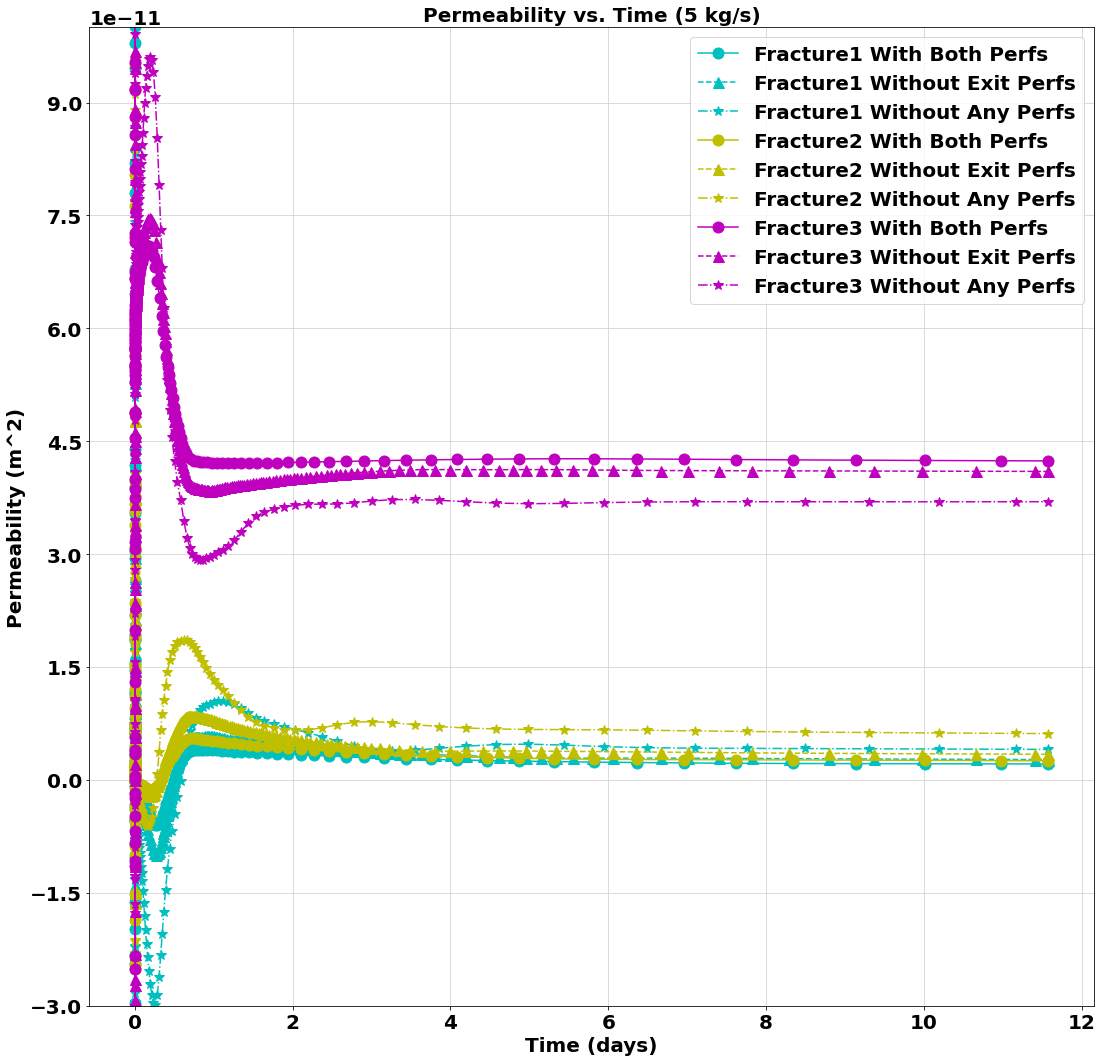 Permeability vs. Time (5 kg/s)
1e−11
Fracture1 With Both Perfs
Fracture1 Without Exit Perfs
Fracture1 Without Any Perfs
Fracture2 With Both Perfs
Fracture2 Without Exit Perfs
Fracture2 Without Any Perfs
Fracture3 With Both Perfs
Fracture3 Without Exit Perfs
Fracture3 Without Any Perfs
Permeability (m^2)
9.0
7.5
6.0
4.5
3.0
1.5
0.0
−1.5
−3.0
0 2 4 6 8 10 12
Time (days)